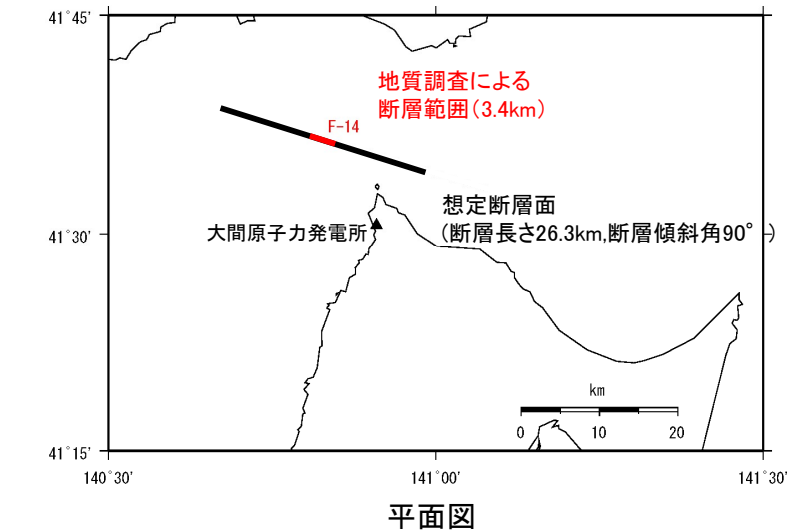 41°45'
地質調査による
断層範囲(3.4km)
F-14
想定断層面
(断層長さ26.3km,断層傾斜角90°)
大間原子力発電所
41°30'
km
0 10 20
41°15'
140°30' 141°00' 141°30'
平面図